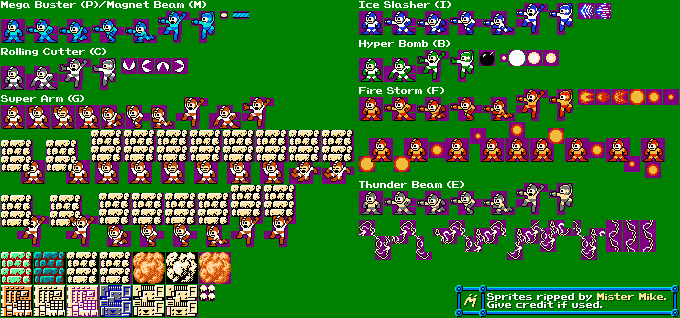 Mega Buster (P)/Magnet Beam (M)
Rolling Cutter (C)
Super Arm (G)
Ice Slasher (I)
Hyper Bomb (B)
Fire Storm (F)
Thunder Beam (E)
Sprites ripped by Mister Mike.
Give credit if used.